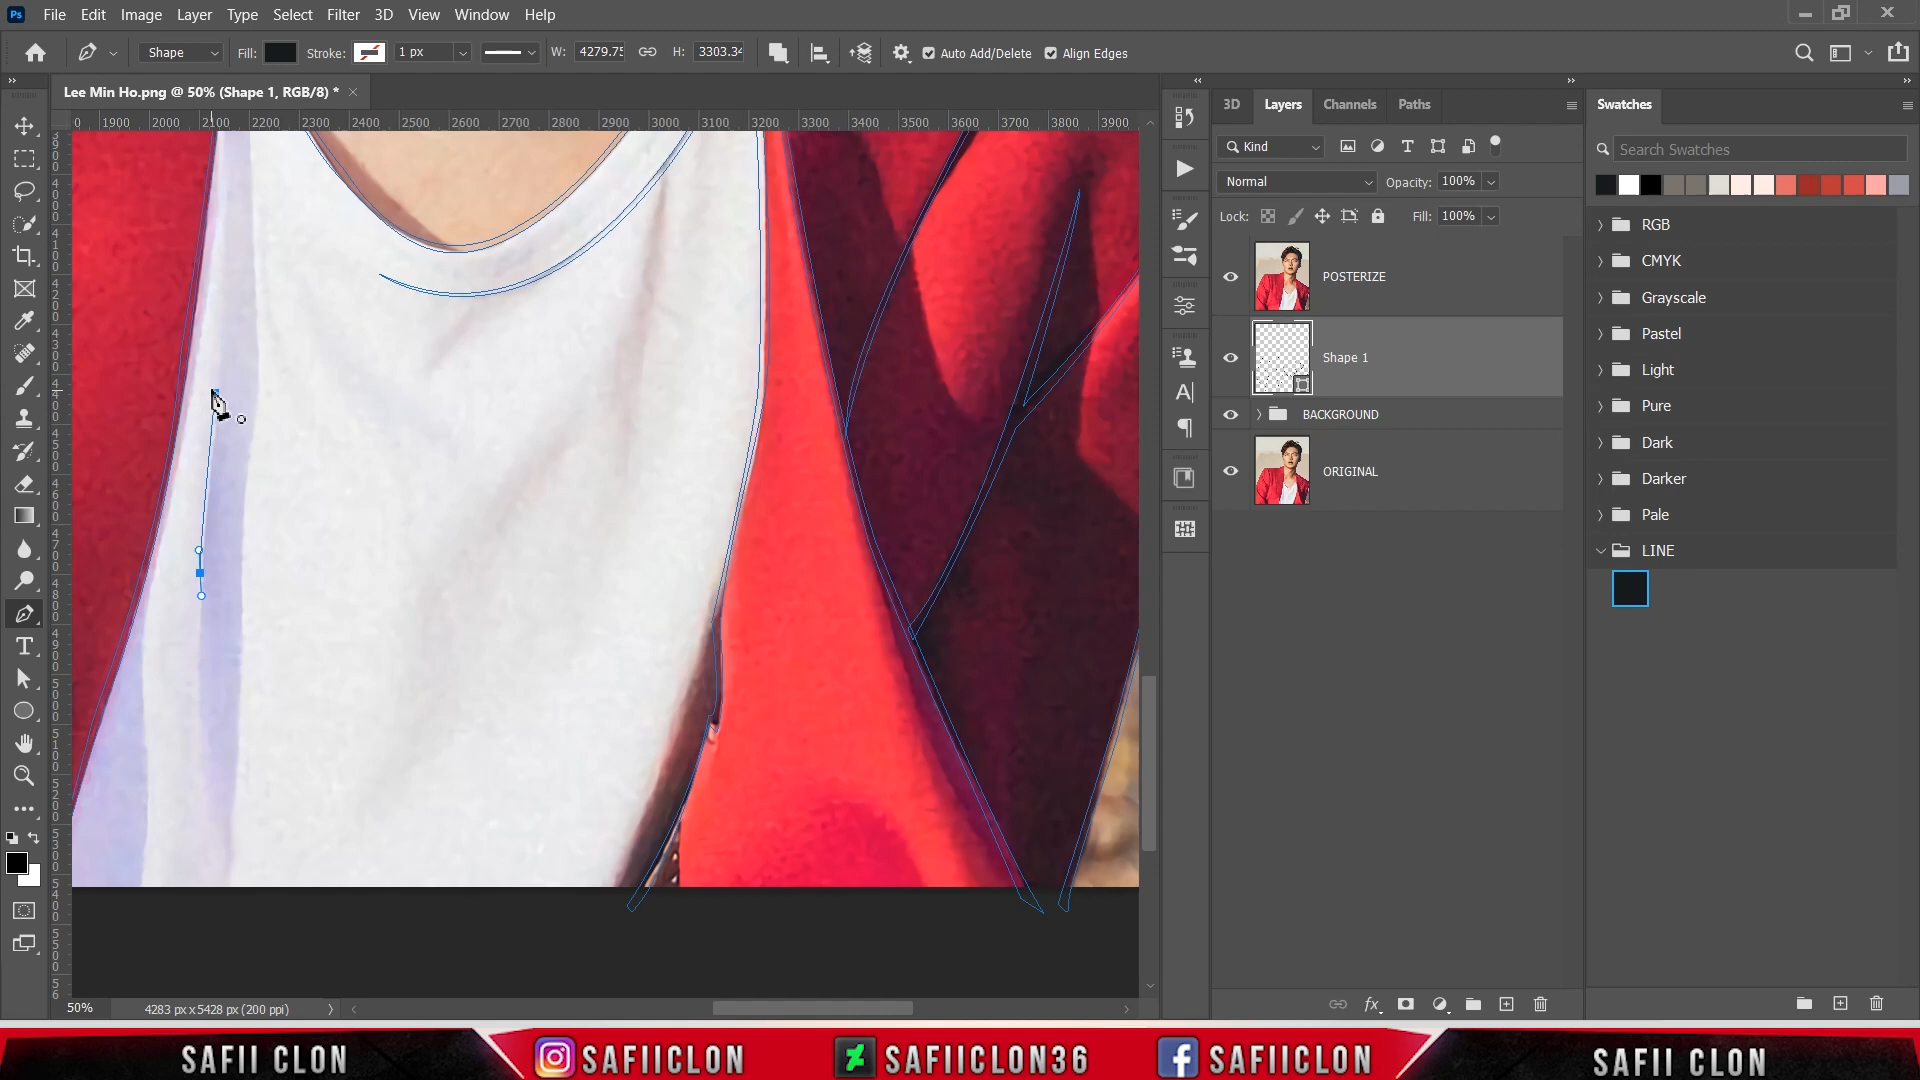 Ps File Edit Image Layer Type Select Filter 3D View Window Help
Shape Fill: Stroke: 1 px W: 4279.75 H: 3303.34 Auto Add/Delete Align Edges
Lee Min Ho.png @ 50% (Shape 1, RGB/8) *
0 1900 2000 2100 2200 2300 2400 2500 2600 2700 2800 2900 3000 3100 3200 3300 3400 3500 3600 3700 3800 3900
3D Layers Channels Paths
Swatches
Kind
Search Swatches
Normal Opacity: 100%
Lock: Fill: 100%
POSTERIZE
Shape 1
BACKGROUND
ORIGINAL
RGB
CMYK
Grayscale
Pastel
Light
Pure
Dark
Darker
Pale
LINE
50% 4283 px x 5428 px (200 ppi)
SAFII CLON SAFIICLON SAFIICLON36 SAFIICLON SAFII CLON